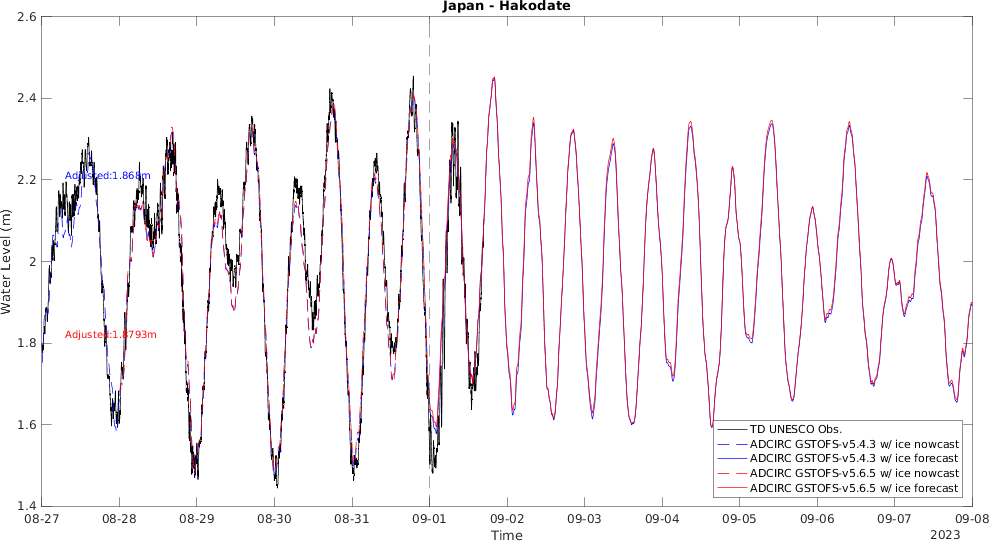 Japan - Hakodate
2.6
2.4
2.2
2
1.8
1.6
1.4
Water Level (m)
Adjusted:1.868m
Adjusted:1.8793m
TD UNESCO Obs.
ADCIRC GSTOFS-v5.4.3 w/ ice nowcast
ADCIRC GSTOFS-v5.4.3 w/ ice forecast
ADCIRC GSTOFS-v5.6.5 w/ ice nowcast
ADCIRC GSTOFS-v5.6.5 w/ ice forecast
08-27 08-28 08-29 08-30 08-31 09-01 09-02 09-03 09-04 09-05 09-06 09-07 09-08
Time
2023